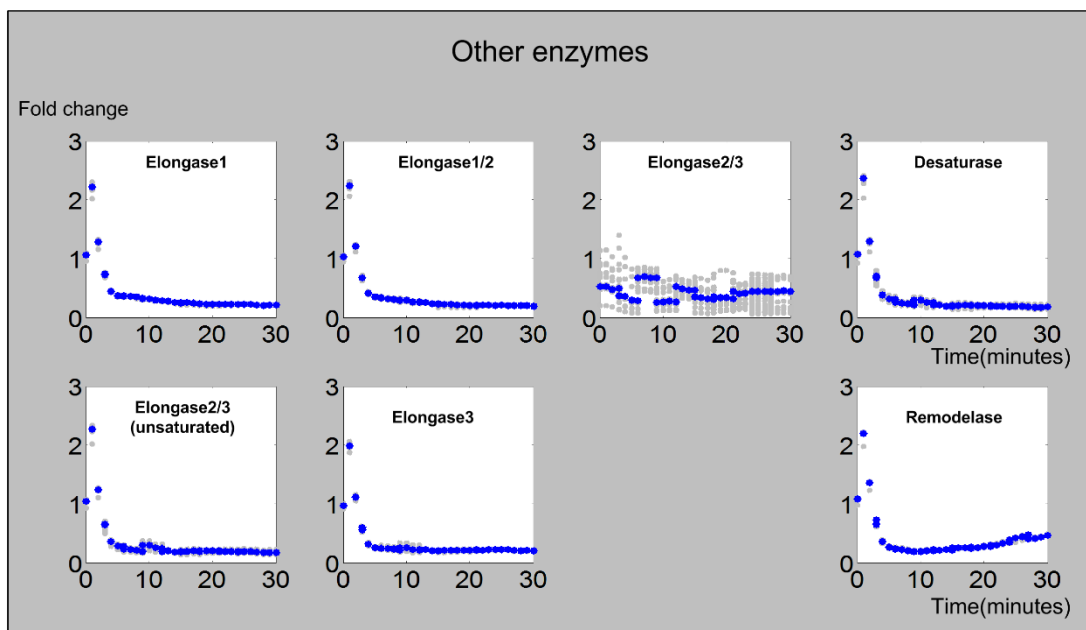 Other enzymes
Fold change
3
2
1
0
0 10 20 30
Elongase1
3
2
1
0
0 10 20 30
Elongase1/2
3
2
1
0
0 10 20 30
Elongase2/3
3
2
1
0
0 10 20 30
Desaturase
Time(minutes)
3
2
1
0
0 10 20 30
Elongase2/3
(unsaturated)
3
2
1
0
0 10 20 30
Elongase3
3
2
1
0
0 10 20 30
Remodelase
Time(minutes)